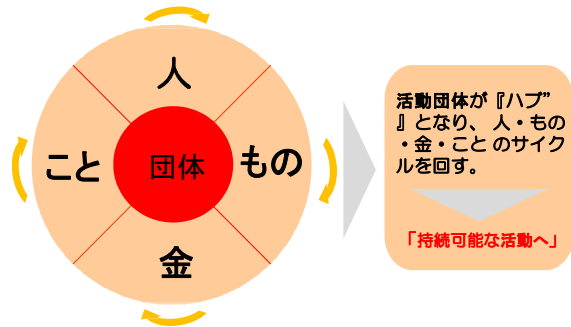 人
こと
団体
もの
金
活動団体が『ハブ”
』となり、 人・もの
・金・こと のサイク
ルを回す。
「持続可能な活動へ」